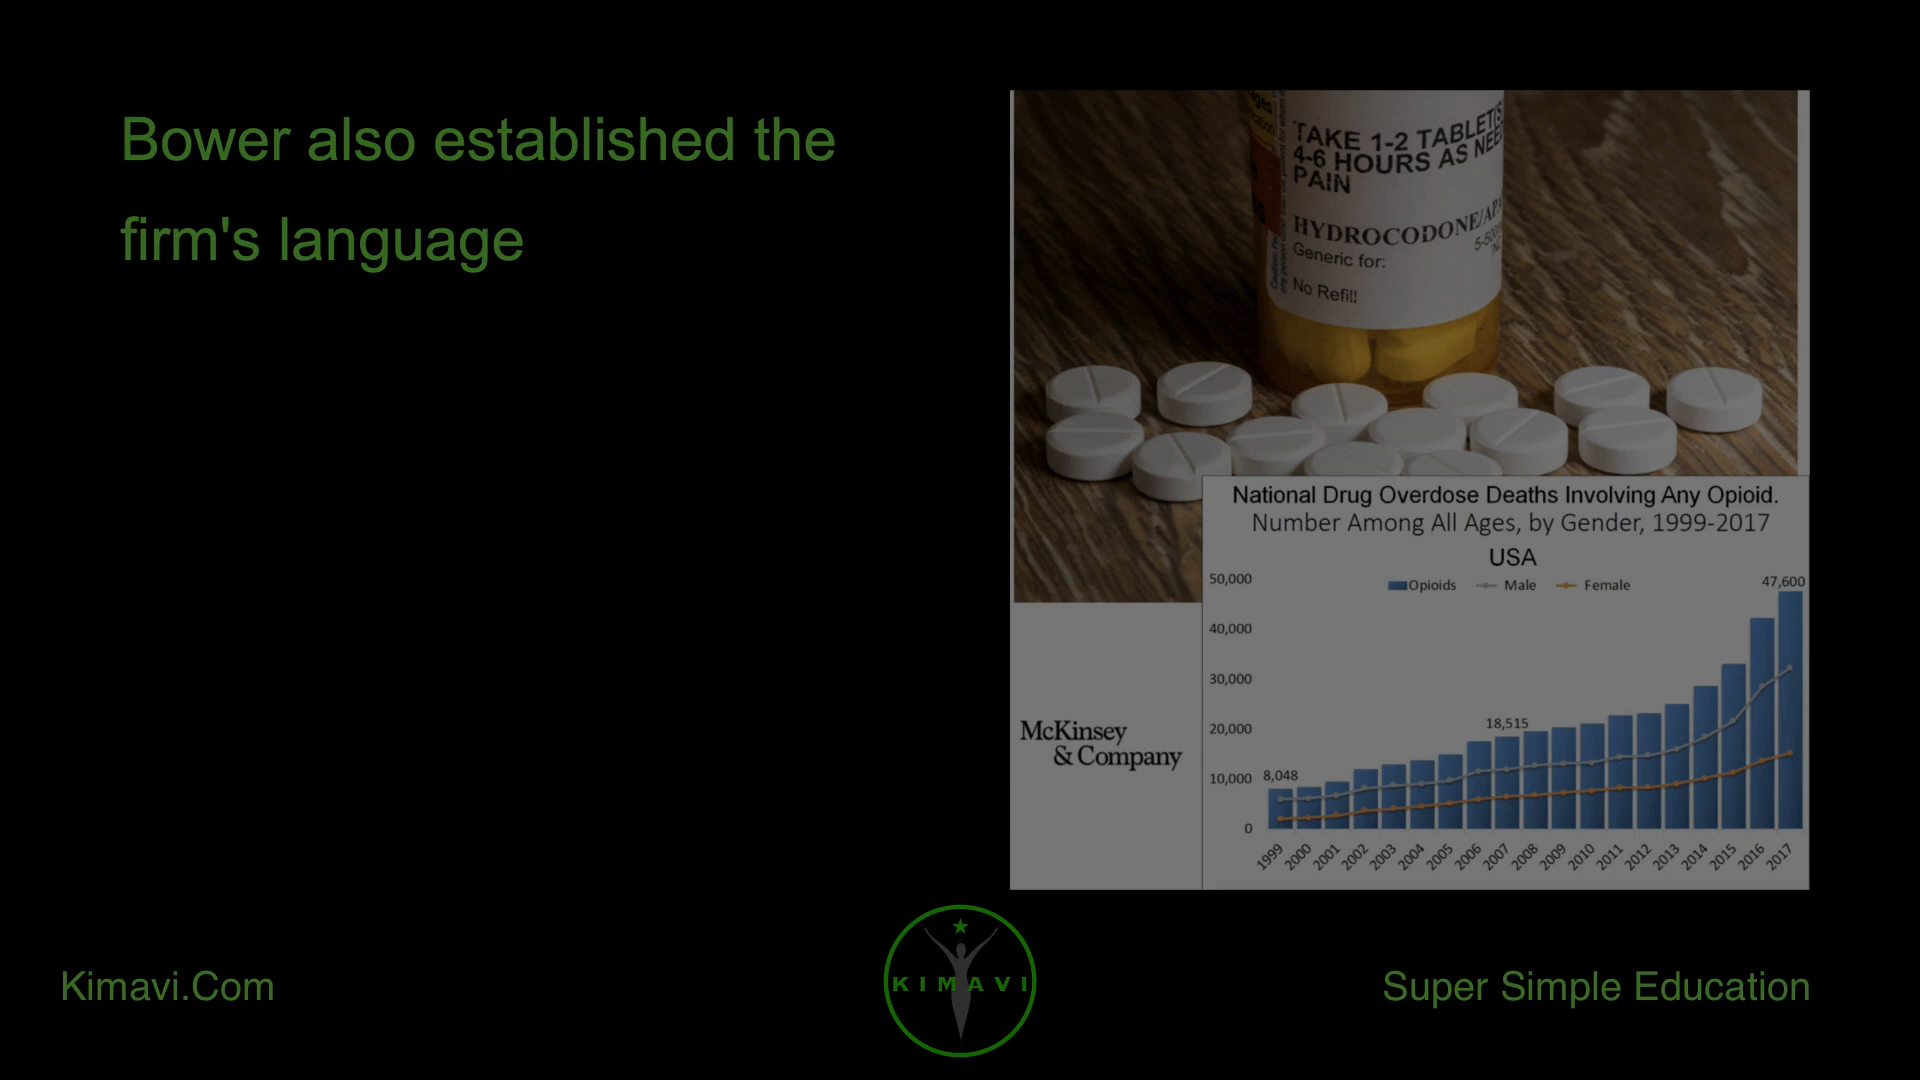 Bower also established the
firm's language
TAKE 1-2 TABLET(S
4-6 HOURS AS NEE
PAIN
HYDROCODONE/AP
Generic for:
No Refill
National Drug Overdose Deaths Involving Any Opioid.
Number Among All Ages, by Gender, 1999-2017
USA
Opioids Male Female
50,000
40,000
30,000
20,000
10,000
0
8,048
18,515
47,600
1999 2000 2001 2002 2003 2004 2005 2006 2007 2008 2009 2010 2011 2012 2013 2014 2015 2016 2017
McKinsey
& Company
Kimavi.Com
KIMAVI
Super Simple Education